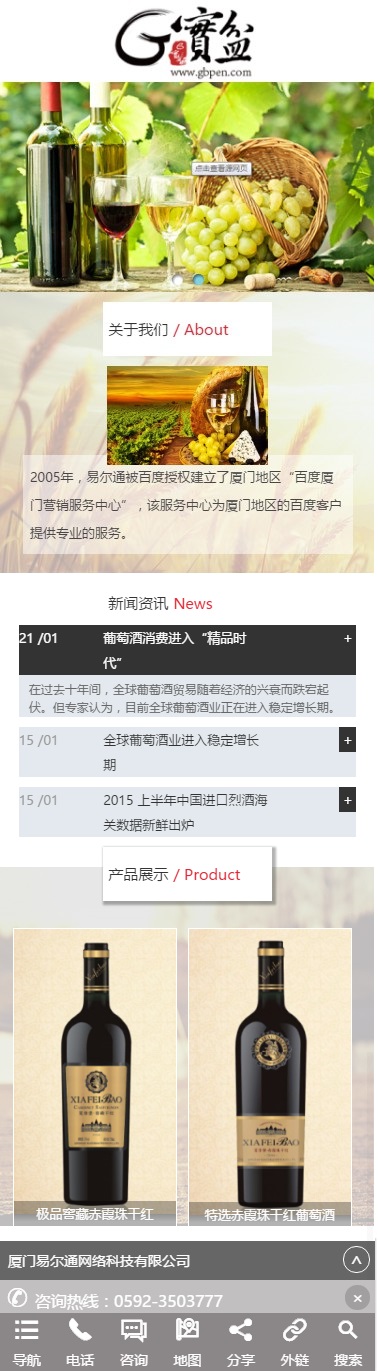 G實盆
www.gbpen.com
点击查看源网页
关于我们 / About
2005年，易尔通被百度授权建立了厦门地区“百度厦
门营销服务中心”，该服务中心为厦门地区的百度客户
提供专业的服务。
新闻资讯 News
21 /01 葡萄酒消费进入“精品时 +
代”
在过去十年间，全球葡萄酒贸易随着经济的兴衰而跌宕起
伏。但专家认为，目前全球葡萄酒业正在进入稳定增长期。
15 /01 全球葡萄酒业进入稳定增长 +
期
15 /01 2015 上半年中国进口烈酒海 +
关数据新鲜出炉
产品展示 / Product
XIAFEI·BAO
CABERNET SAUVIGNON
XIAFEI·BAO
极品窖藏赤霞珠干红
特选赤霞珠干红葡萄酒
厦门易尔通网络科技有限公司
咨询热线：0592-3503777 ×
导航 电话 咨询 地图 分享 外链 搜索